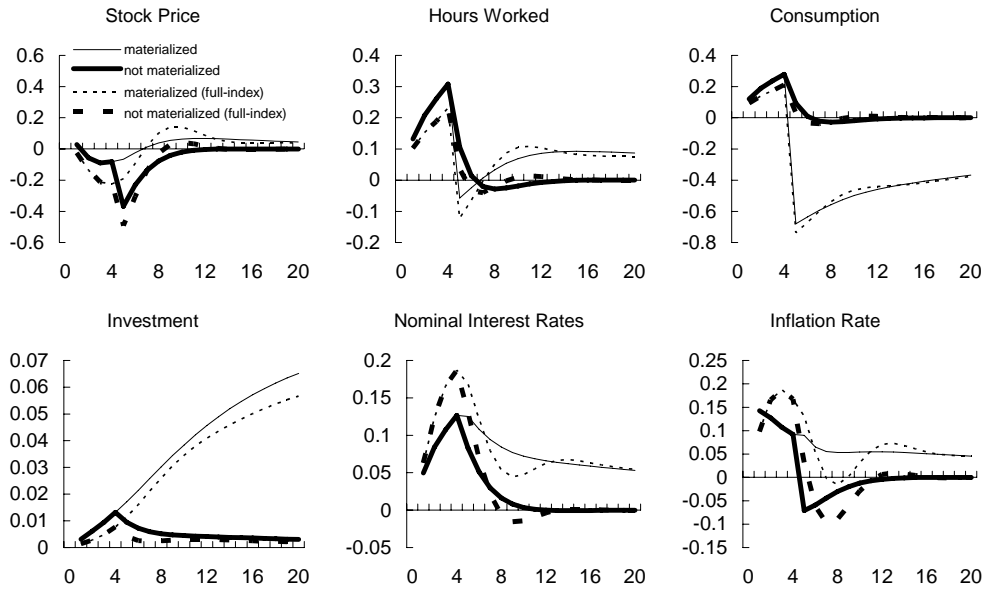 Stock Price
0.6
0.4
0.2
0
-0.2
-0.4
-0.6
0 4 8 12 16 20
materialized
not materialized
materialized (full-index)
not materialized (full-index)
Hours Worked
0.4
0.3
0.2
0.1
0
-0.1
-0.2
0 4 8 12 16 20
Consumption
0.4
0.2
0
-0.2
-0.4
-0.6
-0.8
0 4 8 12 16 20
Investment
0.07
0.06
0.05
0.04
0.03
0.02
0.01
0
0 4 8 12 16 20
Nominal Interest Rates
0.2
0.15
0.1
0.05
0
-0.05
0 4 8 12 16 20
Inflation Rate
0.25
0.2
0.15
0.1
0.05
0
-0.05
-0.1
-0.15
0 4 8 12 16 20